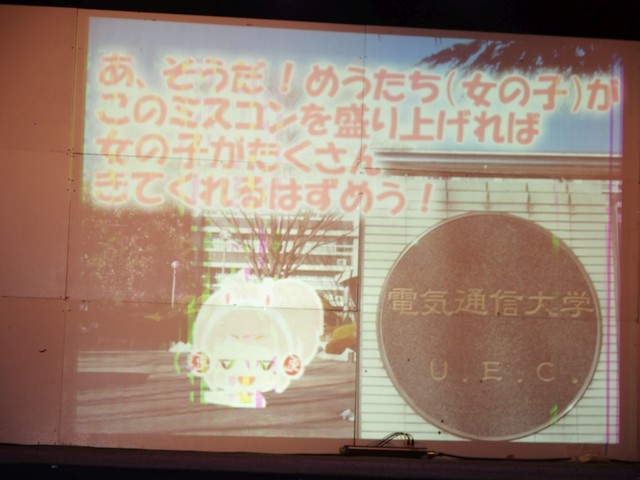 あ、そうだ！めうたち(女の子)が
このミスコンを盛り上げれば
女の子がたくさん
きてくれるはずめう！
電気通信大学
U.E.C.